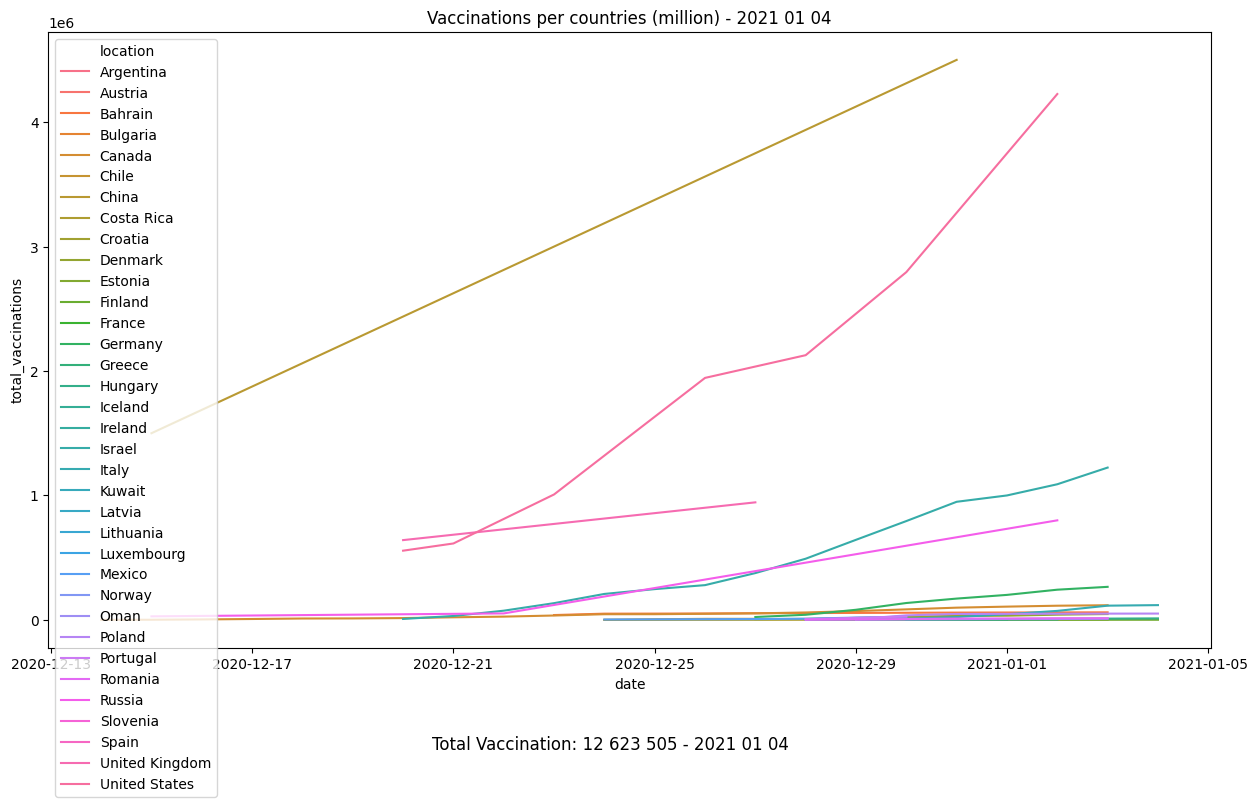 Vaccinations per countries (million) - 2021 01 04
1e6
location
Argentina
Austria
Bahrain
Bulgaria
Canada
Chile
China
Costa Rica
Croatia
Denmark
Estonia
Finland
France
Germany
Greece
Hungary
Iceland
Ireland
Israel
Italy
Kuwait
Latvia
Lithuania
Luxembourg
Mexico
Norway
Oman
Poland
Portugal
Romania
Russia
Slovenia
Spain
United Kingdom
United States
4
3
2
1
0
total_vaccinations
2020-12-13 2020-12-17 2020-12-21 2020-12-25 2020-12-29 2021-01-01 2021-01-05
date
Total Vaccination: 12 623 505 - 2021 01 04